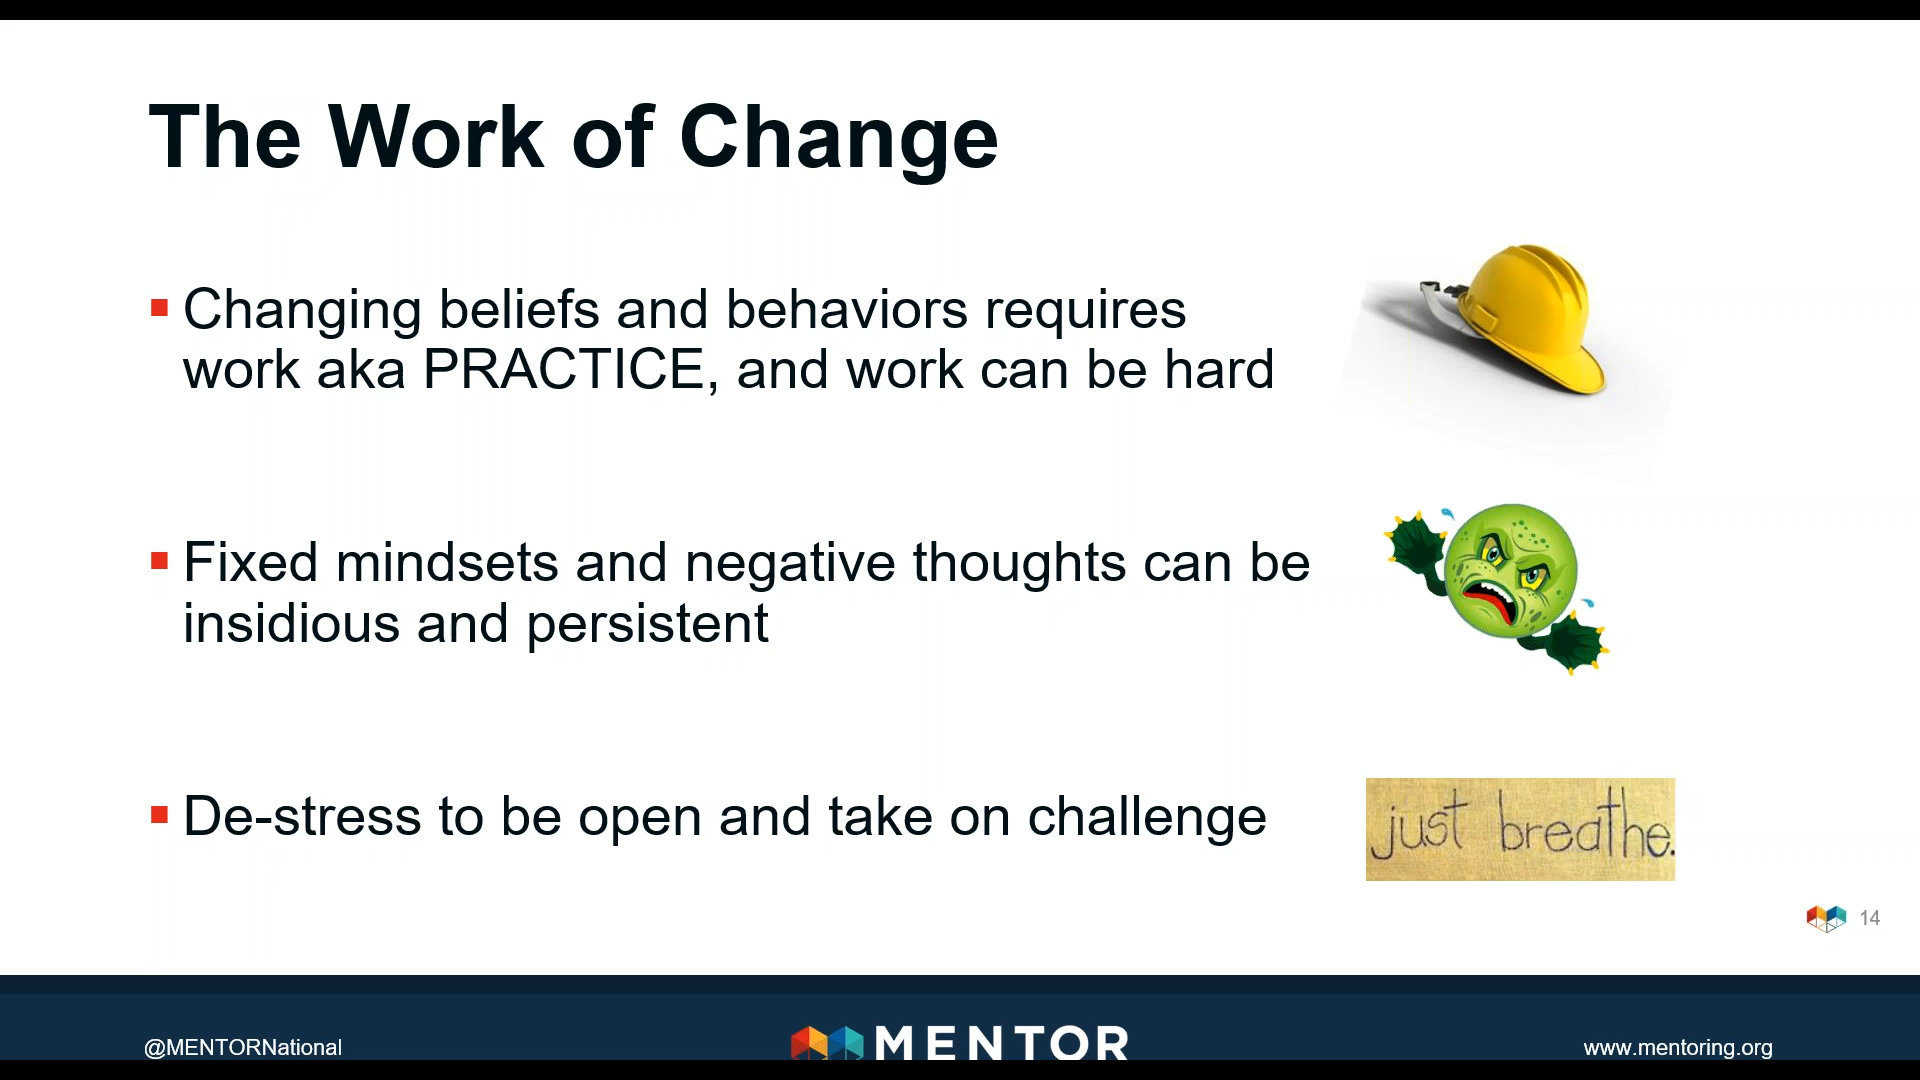 The Work of Change
Changing beliefs and behaviors requires
work aka PRACTICE, and work can be hard
Fixed mindsets and negative thoughts can be
insidious and persistent
De-stress to be open and take on challenge
just breathe.
14
@MENTORNational
MENTOR
www.mentoring.org